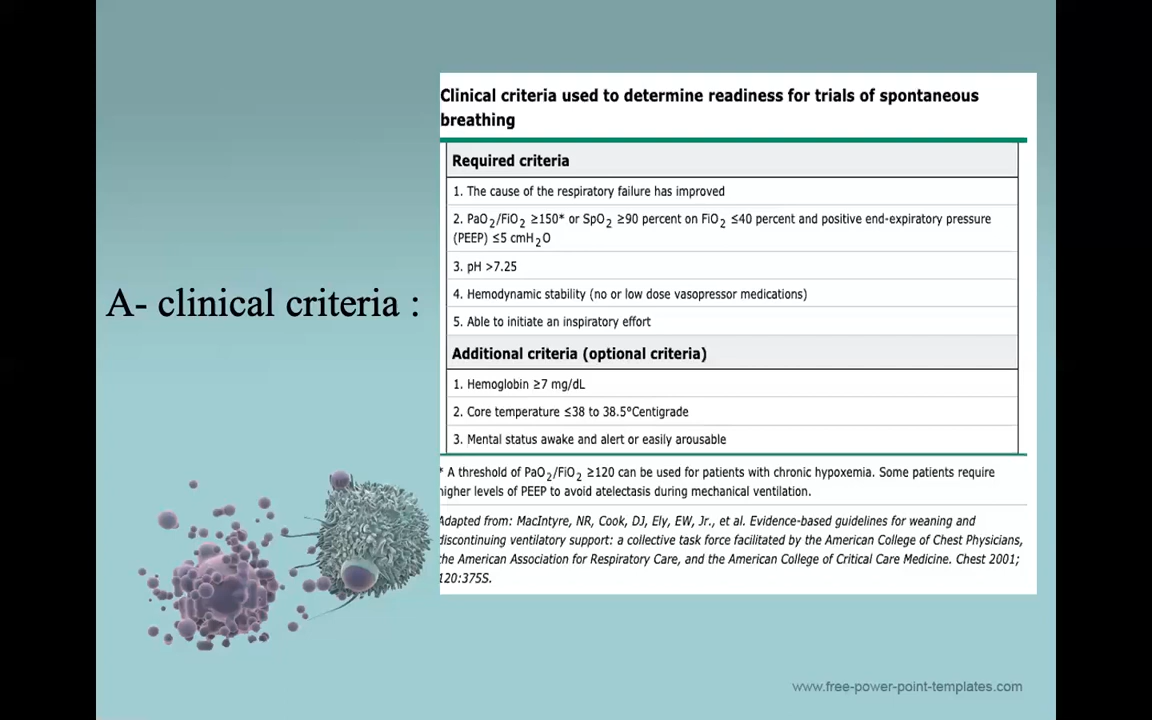 A- clinical criteria :
Clinical criteria used to determine readiness for trials of spontaneous
breathing
Required criteria
1. The cause of the respiratory failure has improved
2. PaO2/FiO2 ≥150* or SpO2 ≥90 percent on FiO2 ≤40 percent and positive end-expiratory pressure
(PEEP) ≤5 cmH2O
3. pH >7.25
4. Hemodynamic stability (no or low dose vasopressor medications)
5. Able to initiate an inspiratory effort
Additional criteria (optional criteria)
1. Hemoglobin ≥7 mg/dL
2. Core temperature ≤38 to 38.5°Centigrade
3. Mental status awake and alert or easily arousable
* A threshold of PaO2/FiO2 ≥120 can be used for patients with chronic hypoxemia. Some patients require
higher levels of PEEP to avoid atelectasis during mechanical ventilation.
Adapted from: MacIntyre, NR, Cook, DJ, Ely, EW, Jr., et al. Evidence-based guidelines for weaning and
discontinuing ventilatory support: a collective task force facilitated by the American College of Chest Physicians,
the American Association for Respiratory Care, and the American College of Critical Care Medicine. Chest 2001;
120:375S.
www.free-power-point-templates.com